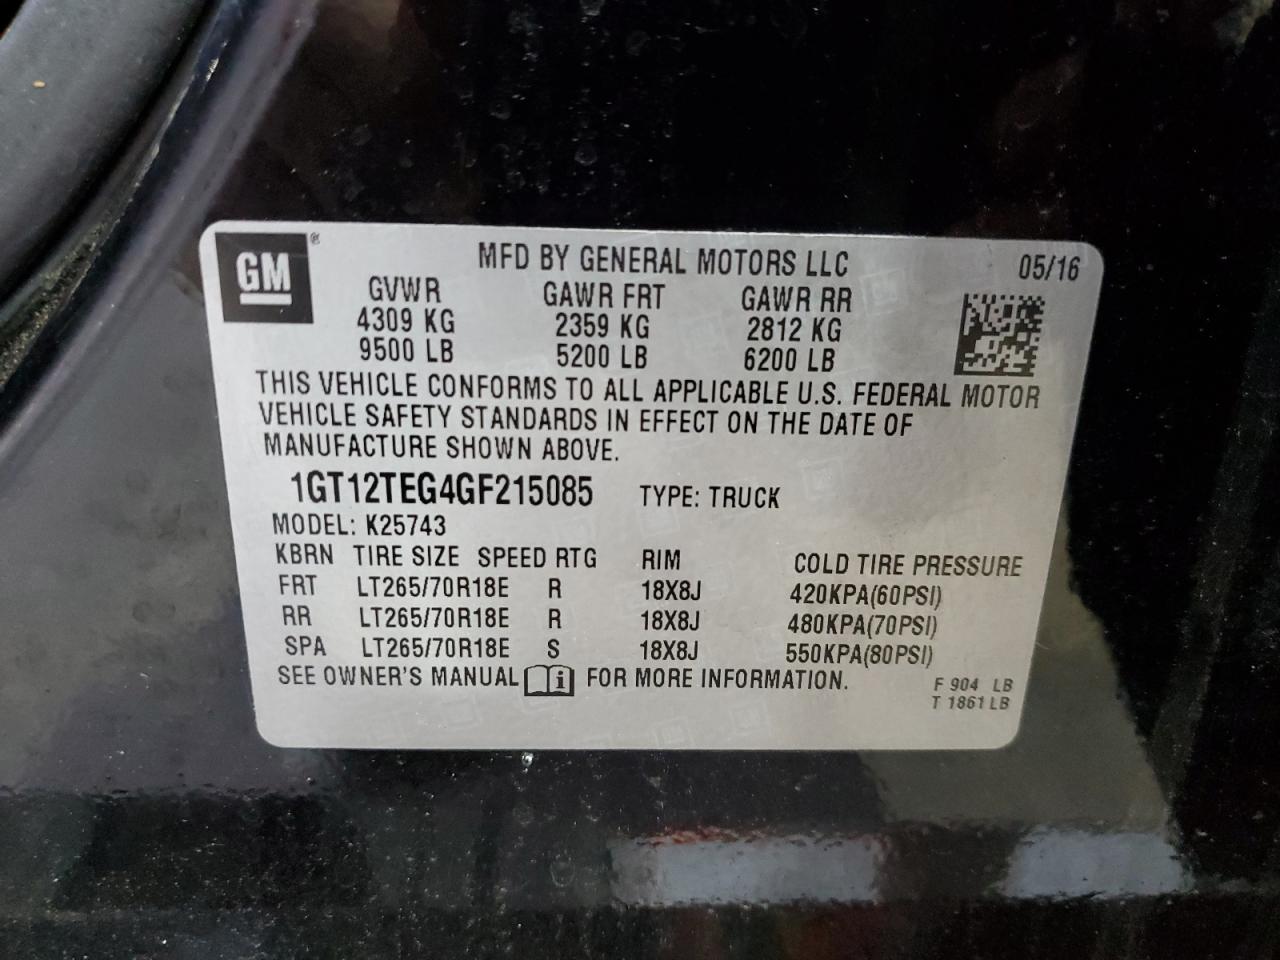 GM® MFD BY GENERAL MOTORS LLC 05/16
GVWR GAWR FRT GAWR RR
4309 KG 2359 KG 2812 KG
9500 LB 5200 LB 6200 LB
THIS VEHICLE CONFORMS TO ALL APPLICABLE U.S. FEDERAL MOTOR
VEHICLE SAFETY STANDARDS IN EFFECT ON THE DATE OF
MANUFACTURE SHOWN ABOVE.
1GT12TEG4GF215085 TYPE: TRUCK
MODEL: K25743
KBRN TIRE SIZE SPEED RTG RIM COLD TIRE PRESSURE
FRT LT265/70R18E R 18X8J 420KPA(60PSI)
RR LT265/70R18E R 18X8J 480KPA(70PSI)
SPA LT265/70R18E S 18X8J 550KPA(80PSI)
SEE OWNER'S MANUAL i FOR MORE INFORMATION.
F 904 LB
T 1861 LB